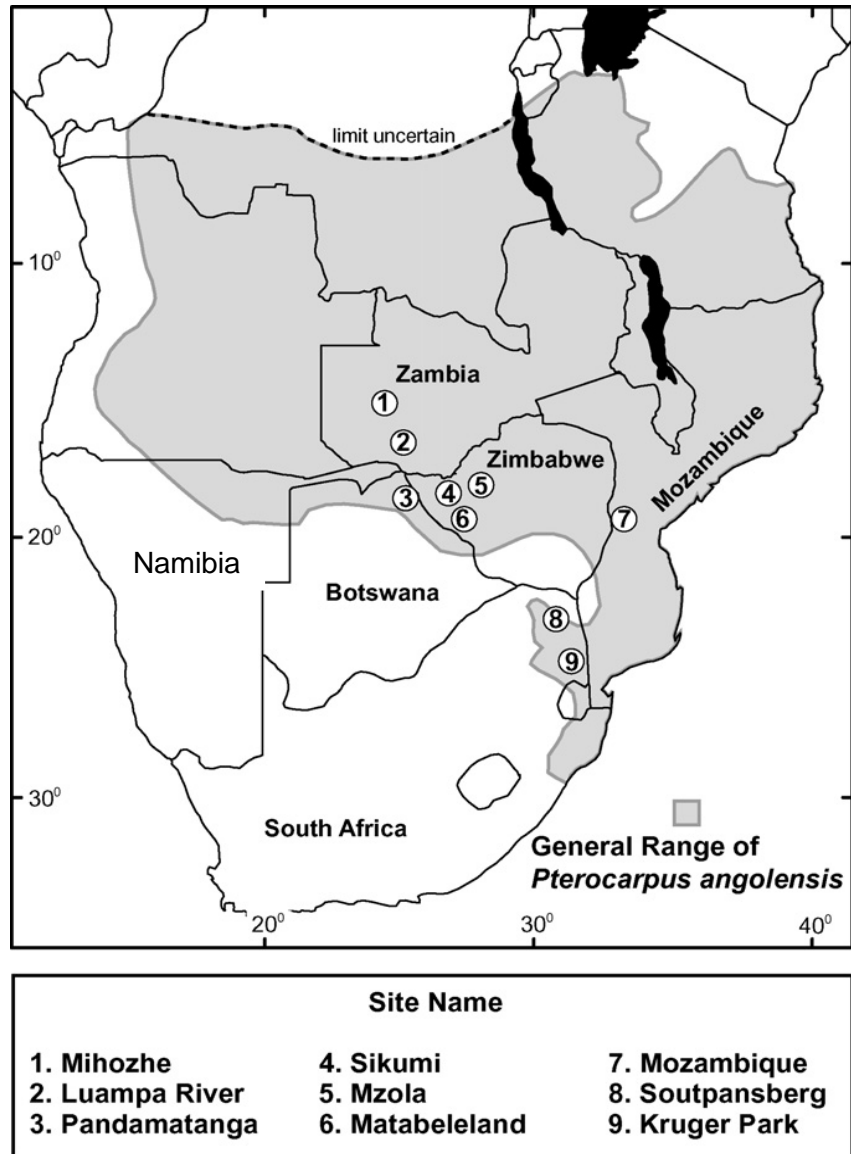 limit uncertain
10⁰
Zambia
1
2
Zimbabwe
Mozambique
3
4
5
6
7
20⁰
Namibia
Botswana
8
9
30⁰
South Africa
General Range of
Pterocarpus angolensis
20⁰
30⁰
40⁰
Site Name
1. Mihozhe
4. Sikumi
7. Mozambique
2. Luampa River
5. Mzola
8. Soutpansberg
3. Pandamatanga
6. Matabeleland
9. Kruger Park